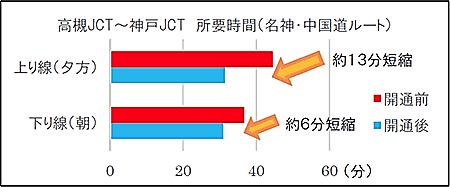 高槻JCT～神戸JCT 所要時間（名神・中国道ルート）
上り線（夕方）
約13分短縮
開通前
下り線（朝）
約6分短縮
開通後
0 20 40 60 （分）